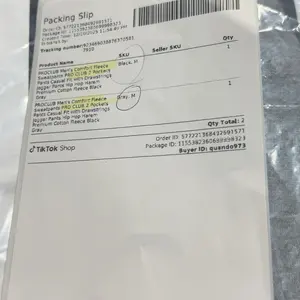 Packing Slip
Tracking number:
Product Name SKU Seller SKU Qty
PROCLUB Men's Comfort Fleece Black, M 1
Sweatpants PRO CLUB 2 Pockets
Pants Casual Fit With Drawstrings
Jogger Pants Hip Hop Harem
Premium Cotton Fleece Black
Gray
PROCLUB Men's Comfort Fleece Gray, M 1
Sweatpants PRO CLUB 2 Pockets
Pants Casual Fit With Drawstrings
Jogger Pants Hip Hop Harem
Premium Cotton Fleece Black
Gray
Qty Total: 2
TikTok Shop
Order ID:
Package ID:
Buyer ID: quando973